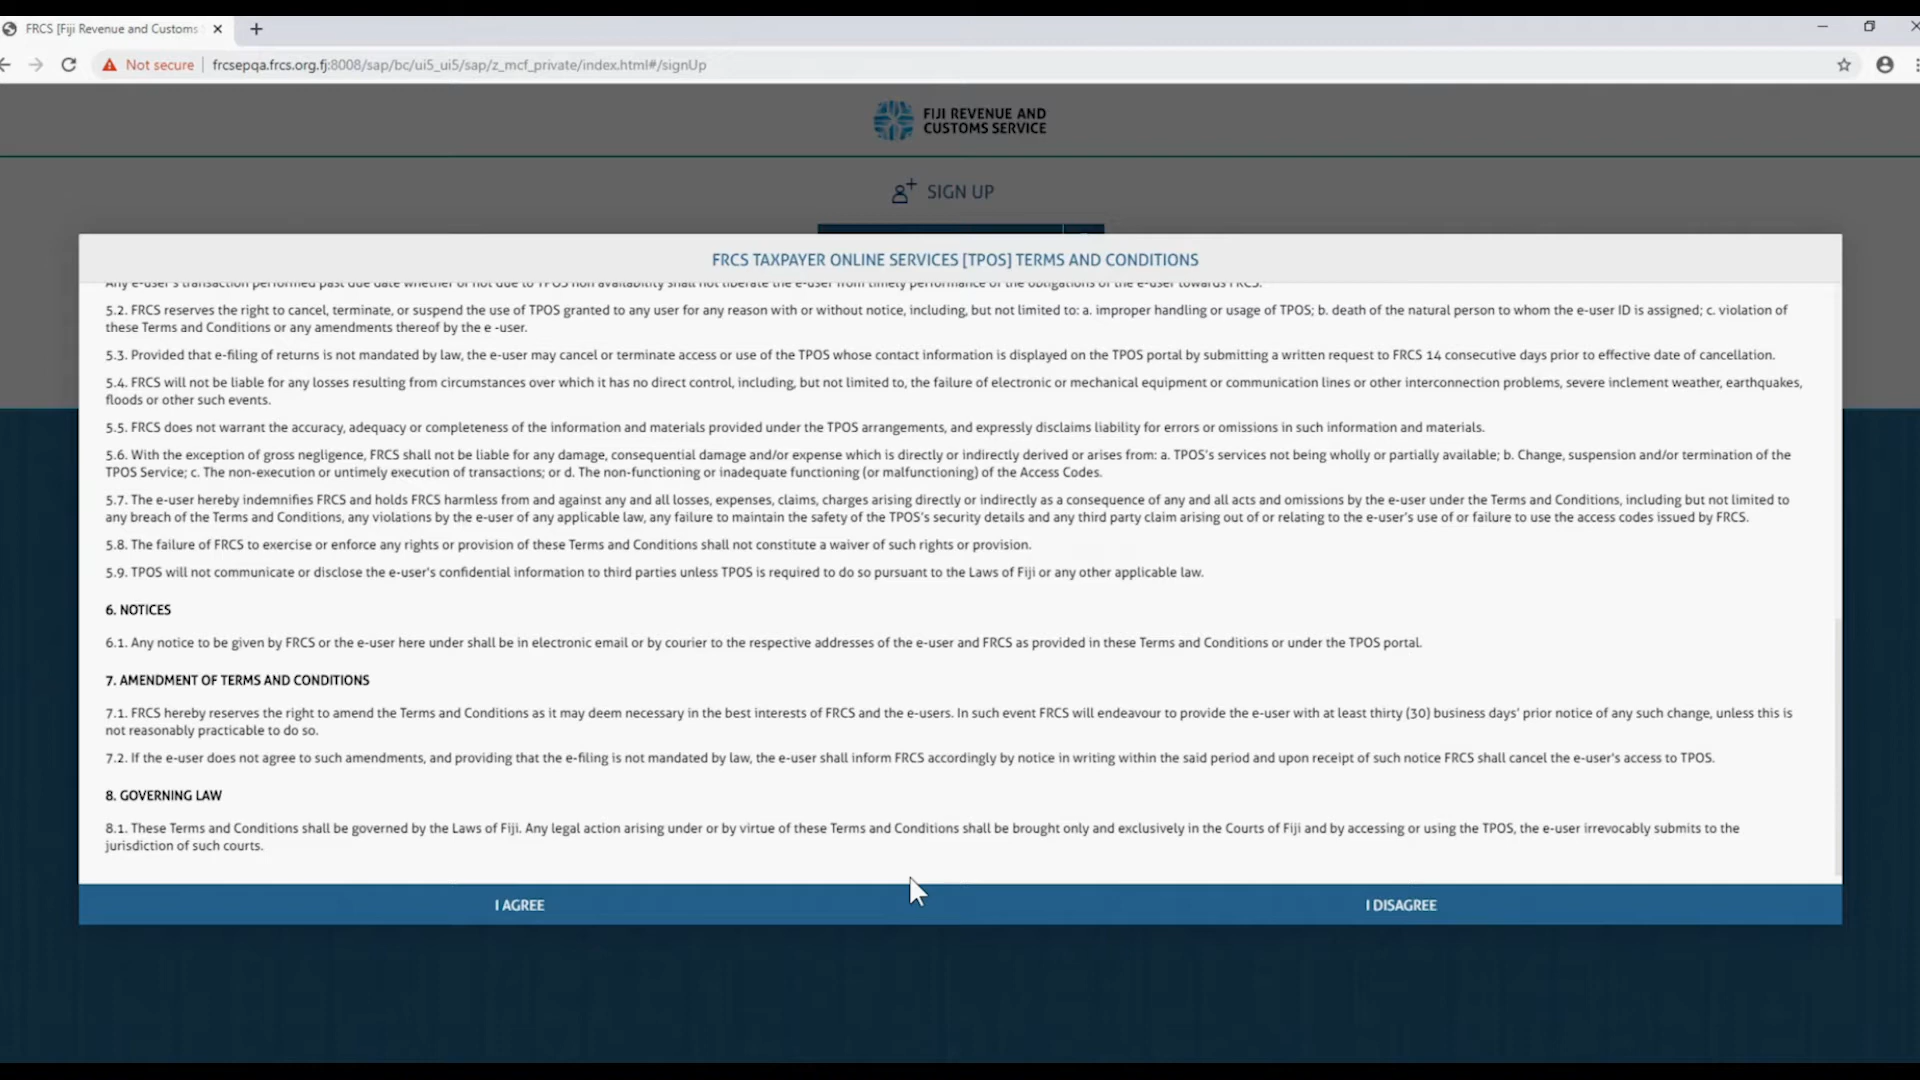 FRCS [Fiji Revenue and Customs
Not secure
frcsepqa.frcs.org.fj:8008/sap/bc/ui5_ui5/sap/z_mcf_private/index.html#/signUp
FIJI REVENUE AND
CUSTOMS SERVICE
SIGN UP
FRCS TAXPAYER ONLINE SERVICES [TPOS] TERMS AND CONDITIONS
Any e-user's transaction performed past due date whether or not due to TPOS non availability shall not liberate the e-user from timely performance of the obligations of the e-user towards FRCS.
5.2. FRCS reserves the right to cancel, terminate, or suspend the use of TPOS granted to any user for any reason with or without notice, including, but not limited to: a. improper handling or usage of TPOS; b. death of the natural person to whom the e-user ID is assigned; c. violation of
these Terms and Conditions or any amendments thereof by the e -user.
5.3. Provided that e-filing of returns is not mandated by law, the e-user may cancel or terminate access or use of the TPOS whose contact information is displayed on the TPOS portal by submitting a written request to FRCS 14 consecutive days prior to effective date of cancellation.
5.4. FRCS will not be liable for any losses resulting from circumstances over which it has no direct control, including, but not limited to, the failure of electronic or mechanical equipment or communication lines or other interconnection problems, severe inclement weather, earthquakes,
floods or other such events.
5.5. FRCS does not warrant the accuracy, adequacy or completeness of the information and materials provided under the TPOS arrangements, and expressly disclaims liability for errors or omissions in such information and materials.
5.6. With the exception of gross negligence, FRCS shall not be liable for any damage, consequential damage and/or expense which is directly or indirectly derived or arises from: a. TPOS's services not being wholly or partially available; b. Change, suspension and/or termination of the
TPOS Service; c. The non-execution or untimely execution of transactions; or d. The non-functioning or inadequate functioning (or malfunctioning) of the Access Codes.
5.7. The e-user hereby indemnifies FRCS and holds FRCS harmless from and against any and all losses, expenses, claims, charges arising directly or indirectly as a consequence of any and all acts and omissions by the e-user under the Terms and Conditions, including but not limited to
any breach of the Terms and Conditions, any violations by the e-user of any applicable law, any failure to maintain the safety of the TPOS's security details and any third party claim arising out of or relating to the e-user's use of or failure to use the access codes issued by FRCS.
5.8. The failure of FRCS to exercise or enforce any rights or provision of these Terms and Conditions shall not constitute a waiver of such rights or provision.
5.9. TPOS will not communicate or disclose the e-user's confidential information to third parties unless TPOS is required to do so pursuant to the Laws of Fiji or any other applicable law.
6. NOTICES
6.1. Any notice to be given by FRCS or the e-user here under shall be in electronic email or by courier to the respective addresses of the e-user and FRCS as provided in these Terms and Conditions or under the TPOS portal.
7. AMENDMENT OF TERMS AND CONDITIONS
7.1. FRCS hereby reserves the right to amend the Terms and Conditions as it may deem necessary in the best interests of FRCS and the e-users. In such event FRCS will endeavour to provide the e-user with at least thirty (30) business days' prior notice of any such change, unless this is
not reasonably practicable to do so.
7.2. If the e-user does not agree to such amendments, and providing that the e-filing is not mandated by law, the e-user shall inform FRCS accordingly by notice in writing within the said period and upon receipt of such notice FRCS shall cancel the e-user's access to TPOS.
8. GOVERNING LAW
8.1. These Terms and Conditions shall be governed by the Laws of Fiji. Any legal action arising under or by virtue of these Terms and Conditions shall be brought only and exclusively in the Courts of Fiji and by accessing or using the TPOS, the e-user irrevocably submits to the
jurisdiction of such courts.
I AGREE
I DISAGREE